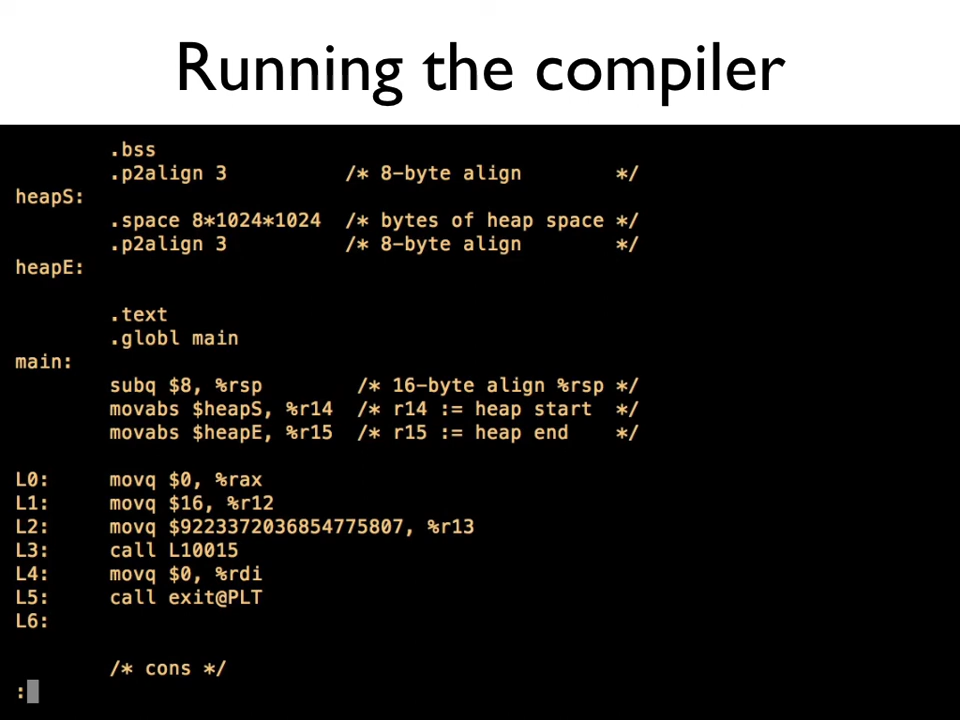 Running the compiler
.bss
.p2align 3 /* 8-byte align */
heapS:
.space 8*1024*1024 /* bytes of heap space */
.p2align 3 /* 8-byte align */
heapE:
.text
.globl main
main:
subq $8, %rsp /* 16-byte align %rsp */
movabs $heapS, %r14 /* r14 := heap start */
movabs $heapE, %r15 /* r15 := heap end */
L0: movq $0, %rax
L1: movq $16, %r12
L2: movq $9223372036854775807, %r13
L3: call L10015
L4: movq $0, %rdi
L5: call exit@PLT
L6:
/* cons */
: